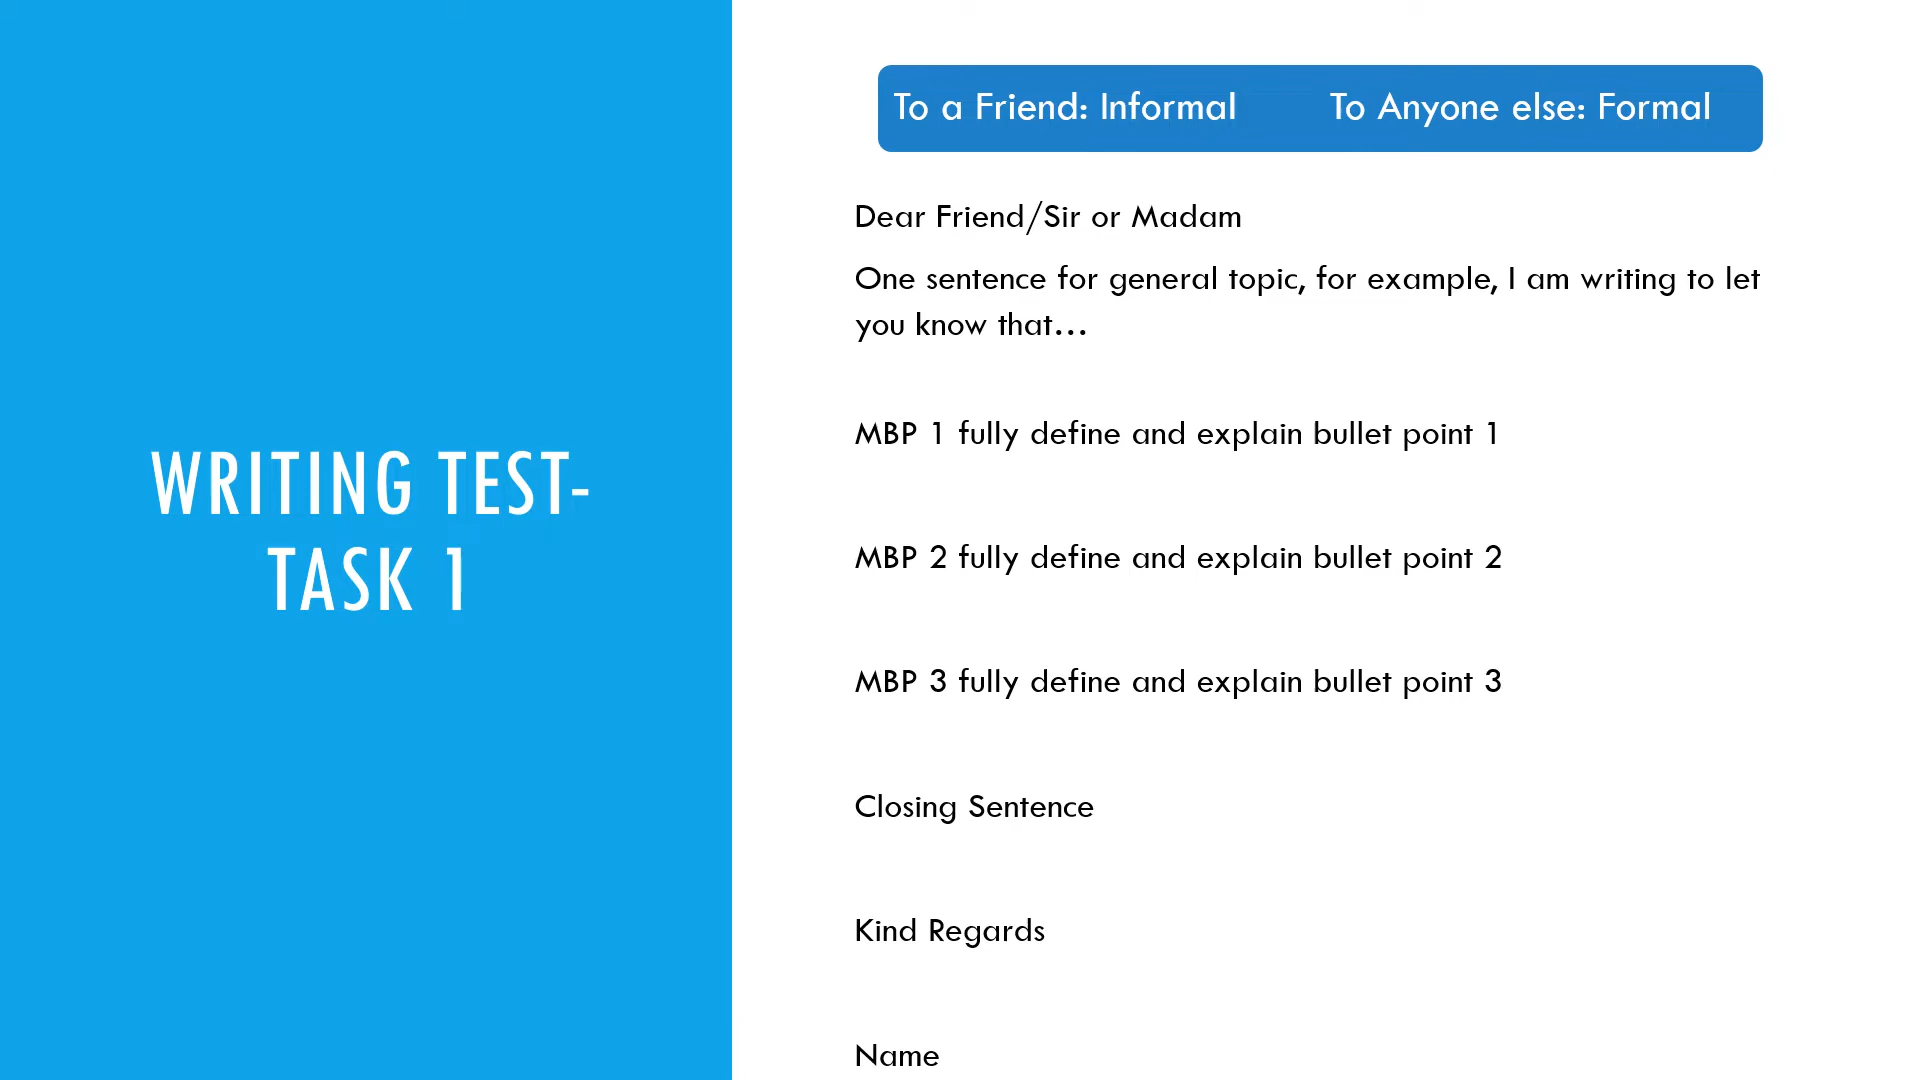 WRITING TEST-
TASK 1
To a Friend: Informal To Anyone else: Formal
Dear Friend/Sir or Madam
One sentence for general topic, for example, I am writing to let
you know that...
MBP 1 fully define and explain bullet point 1
MBP 2 fully define and explain bullet point 2
MBP 3 fully define and explain bullet point 3
Closing Sentence
Kind Regards
Name